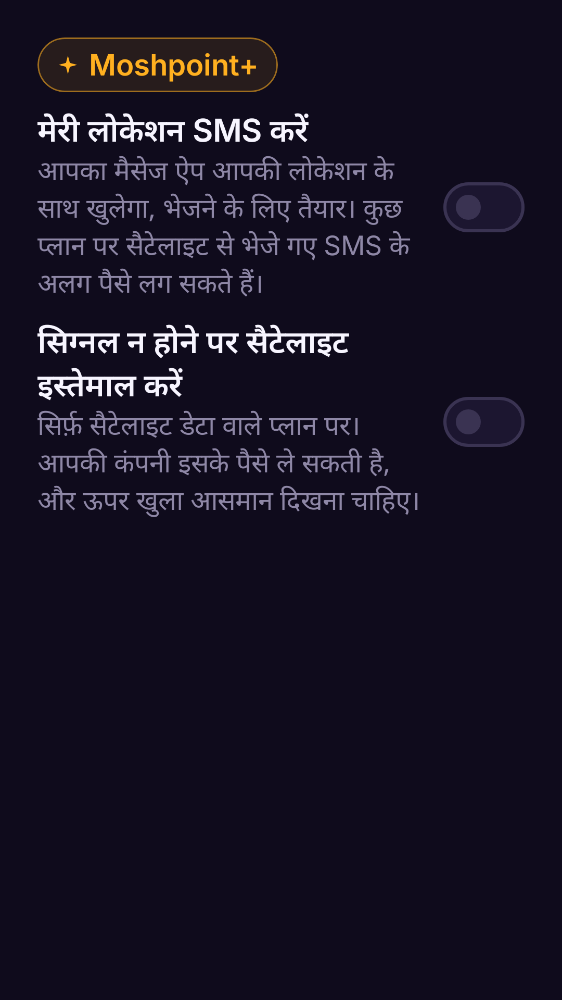 Moshpoint+
मेरी लोकेशन SMS करें
आपका मैसेज ऐप आपकी लोकेशन के
साथ खुलेगा, भेजने के लिए तैयार। कुछ
प्लान पर सैटेलाइट से भेजे गए SMS के
अलग पैसे लग सकते हैं।
सिग्नल न होने पर सैटेलाइट
इस्तेमाल करें
सिर्फ़ सैटेलाइट डेटा वाले प्लान पर।
आपकी कंपनी इसके पैसे ले सकती है,
और ऊपर खुला आसमान दिखना चाहिए।